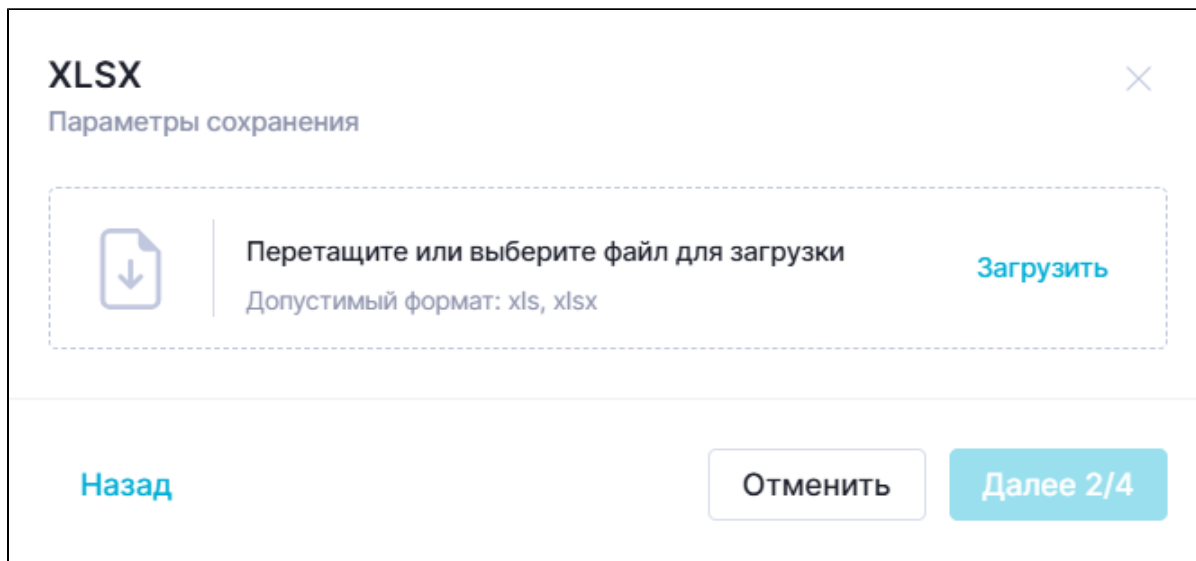 XLSX
Параметры сохранения
Перетащите или выберите файл для загрузки
Загрузить
Допустимый формат: xls, xlsx
Назад
Отменить
Далее 2/4